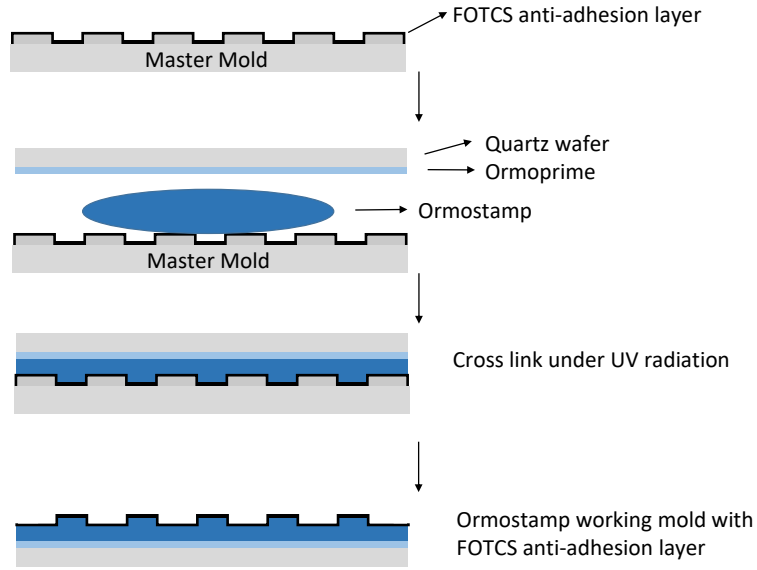 FOTCS anti-adhesion layer
Master Mold
Quartz wafer
Ormoprime
Ormostamp
Master Mold
Cross link under UV radiation
Ormostamp working mold with
FOTCS anti-adhesion layer